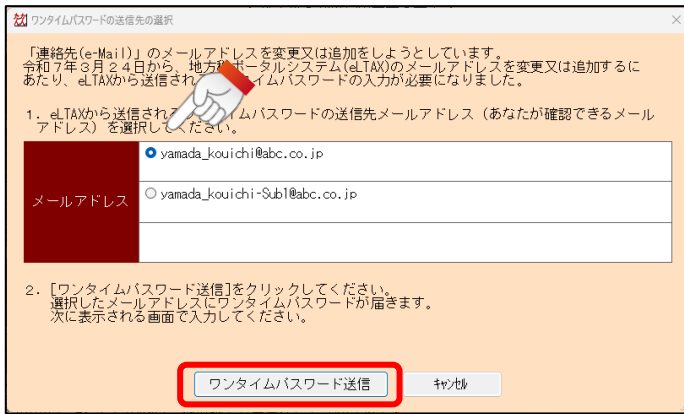 ワンタイムパスワードの送信先の選択
「連絡先(e-Mail)」のメールアドレスを変更又は追加をしようとしています。
令和7年3月24日から、地方税ポータルシステム(eLTAX)のメールアドレスを変更又は追加するに
あたり、eLTAXから送信されるワンタイムパスワードの入力が必要になりました。
1．eLTAXから送信されるワンタイムパスワードの送信先メールアドレス（あなたが確認できるメール
アドレス）を選択してください。
メールアドレス
yamada_kouichi@abc.co.jp
yamada_kouichi-Sub1@abc.co.jp
2．[ワンタイムパスワード送信]をクリックしてください。
選択したメールアドレスにワンタイムパスワードが届きます。
次に表示される画面で入力してください。
ワンタイムパスワード送信
キャンセル